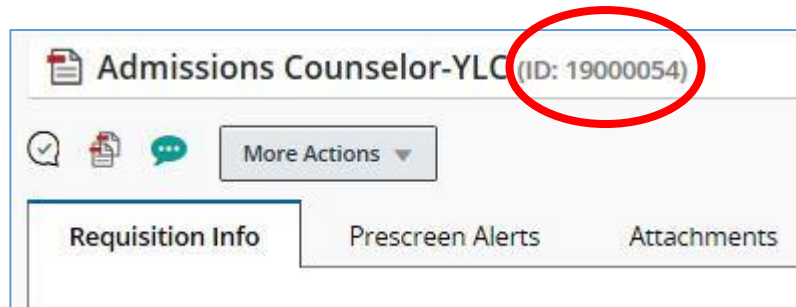 Admissions Counselor-YLC (ID: 19000054)
More Actions
Requisition Info Prescreen Alerts Attachments